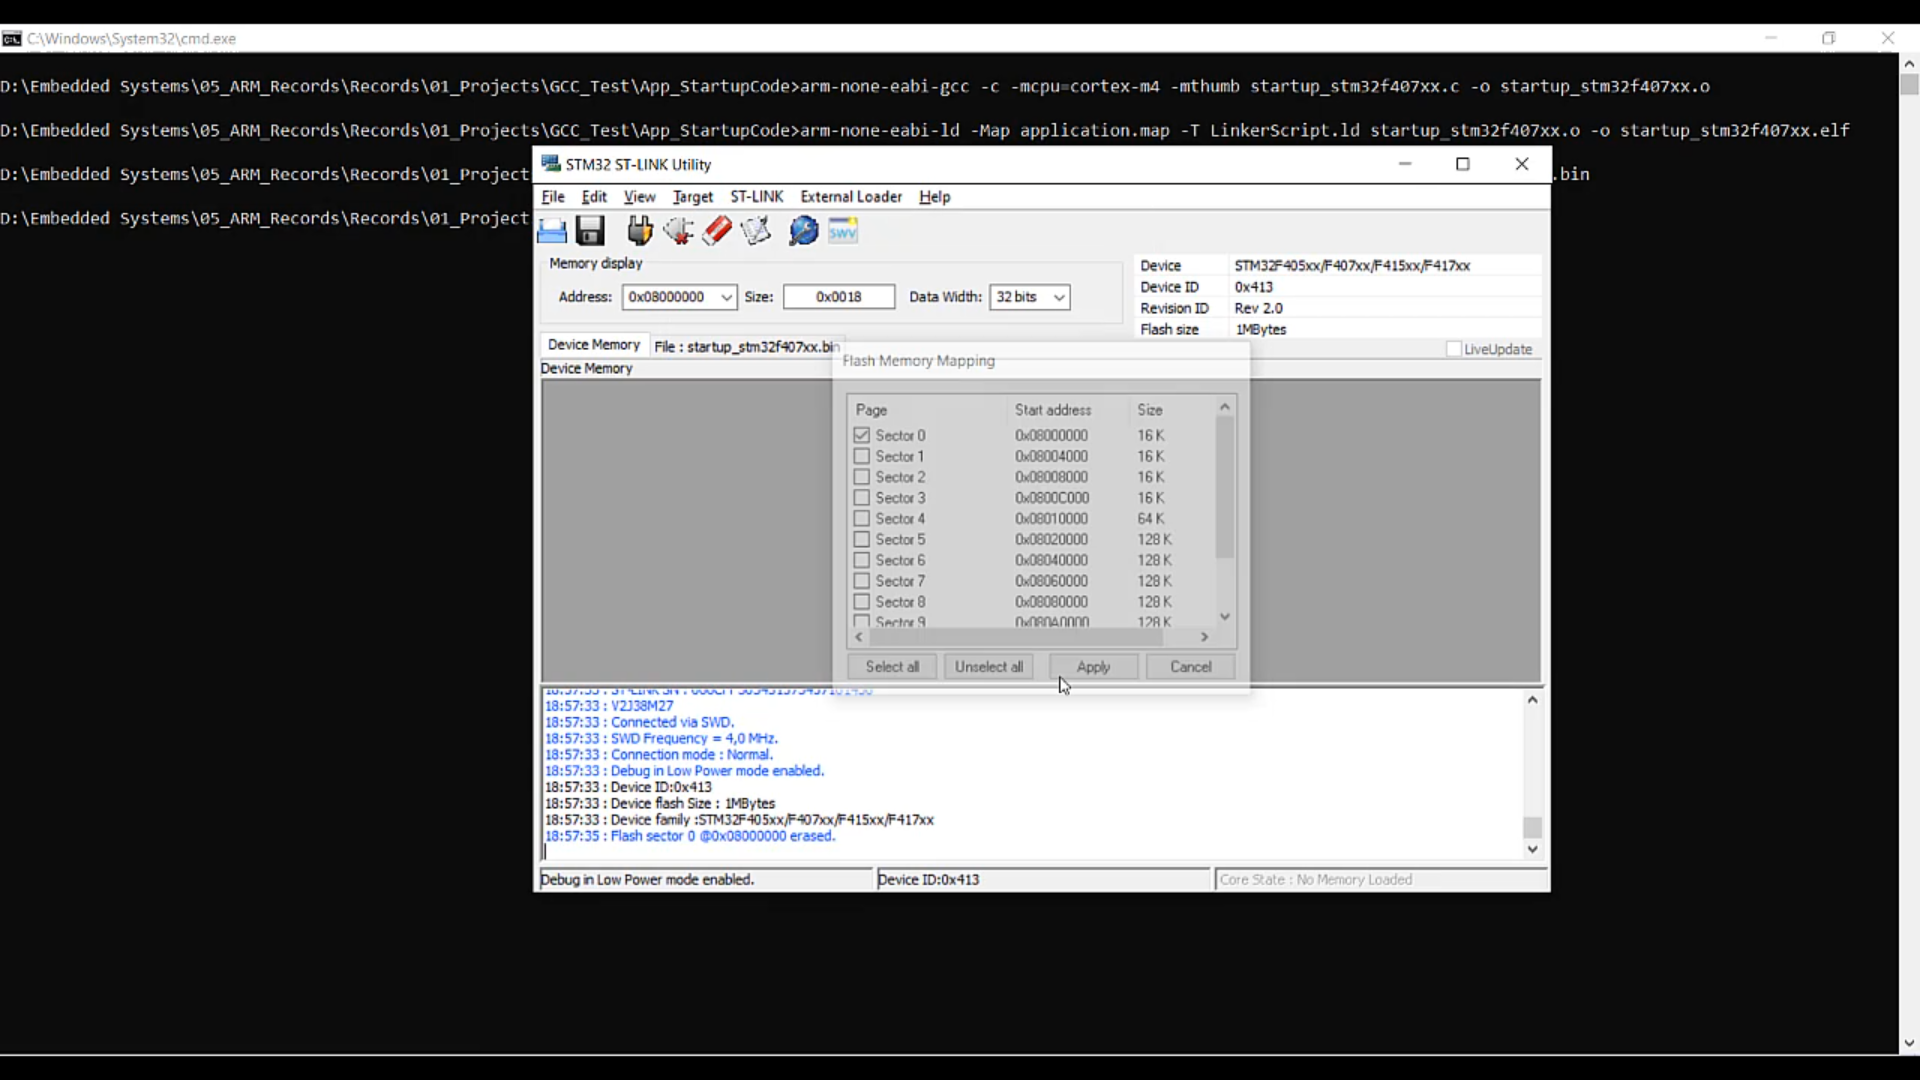 C:\Windows\System32\cmd.exe
D:\Embedded Systems\05_ARM_Records\Records\01_Projects\GCC_Test\App_StartupCode>arm-none-eabi-gcc -c -mcpu=cortex-m4 -mthumb startup_stm32f407xx.c -o startup_stm32f407xx.o
D:\Embedded Systems\05_ARM_Records\Records\01_Projects\GCC_Test\App_StartupCode>arm-none-eabi-ld -Map application.map -T LinkerScript.ld startup_stm32f407xx.o -o startup_stm32f407xx.elf
D:\Embedded Systems\05_ARM_Records\Records\01_Project .bin
D:\Embedded Systems\05_ARM_Records\Records\01_Project
STM32 ST-LINK Utility
File Edit View Target ST-LINK External Loader Help
SWV
Memory display
Address: 0x08000000 Size: 0x0018 Data Width: 32 bits
Device STM32F405xx/F407xx/F415xx/F417xx
Device ID 0x413
Revision ID Rev 2.0
Flash size 1MBytes
LiveUpdate
Device Memory File : startup_stm32f407xx.bin
Device Memory
Flash Memory Mapping
Page Start address Size
Sector 0 0x08000000 16 K
Sector 1 0x08004000 16 K
Sector 2 0x08008000 16 K
Sector 3 0x0800C000 16 K
Sector 4 0x08010000 64 K
Sector 5 0x08020000 128 K
Sector 6 0x08040000 128 K
Sector 7 0x08060000 128 K
Sector 8 0x08080000 128 K
Sector 9 0x080A0000 128 K
Select all Unselect all Apply Cancel
18:57:33 : ST-LINK SN :
18:57:33 : V2J38M27
18:57:33 : Connected via SWD.
18:57:33 : SWD Frequency = 4,0 MHz.
18:57:33 : Connection mode : Normal.
18:57:33 : Debug in Low Power mode enabled.
18:57:33 : Device ID:0x413
18:57:33 : Device flash Size : 1MBytes
18:57:33 : Device family :STM32F405xx/F407xx/F415xx/F417xx
18:57:35 : Flash sector 0 @0x08000000 erased.
Debug in Low Power mode enabled. Device ID:0x413 Core State : No Memory Loaded